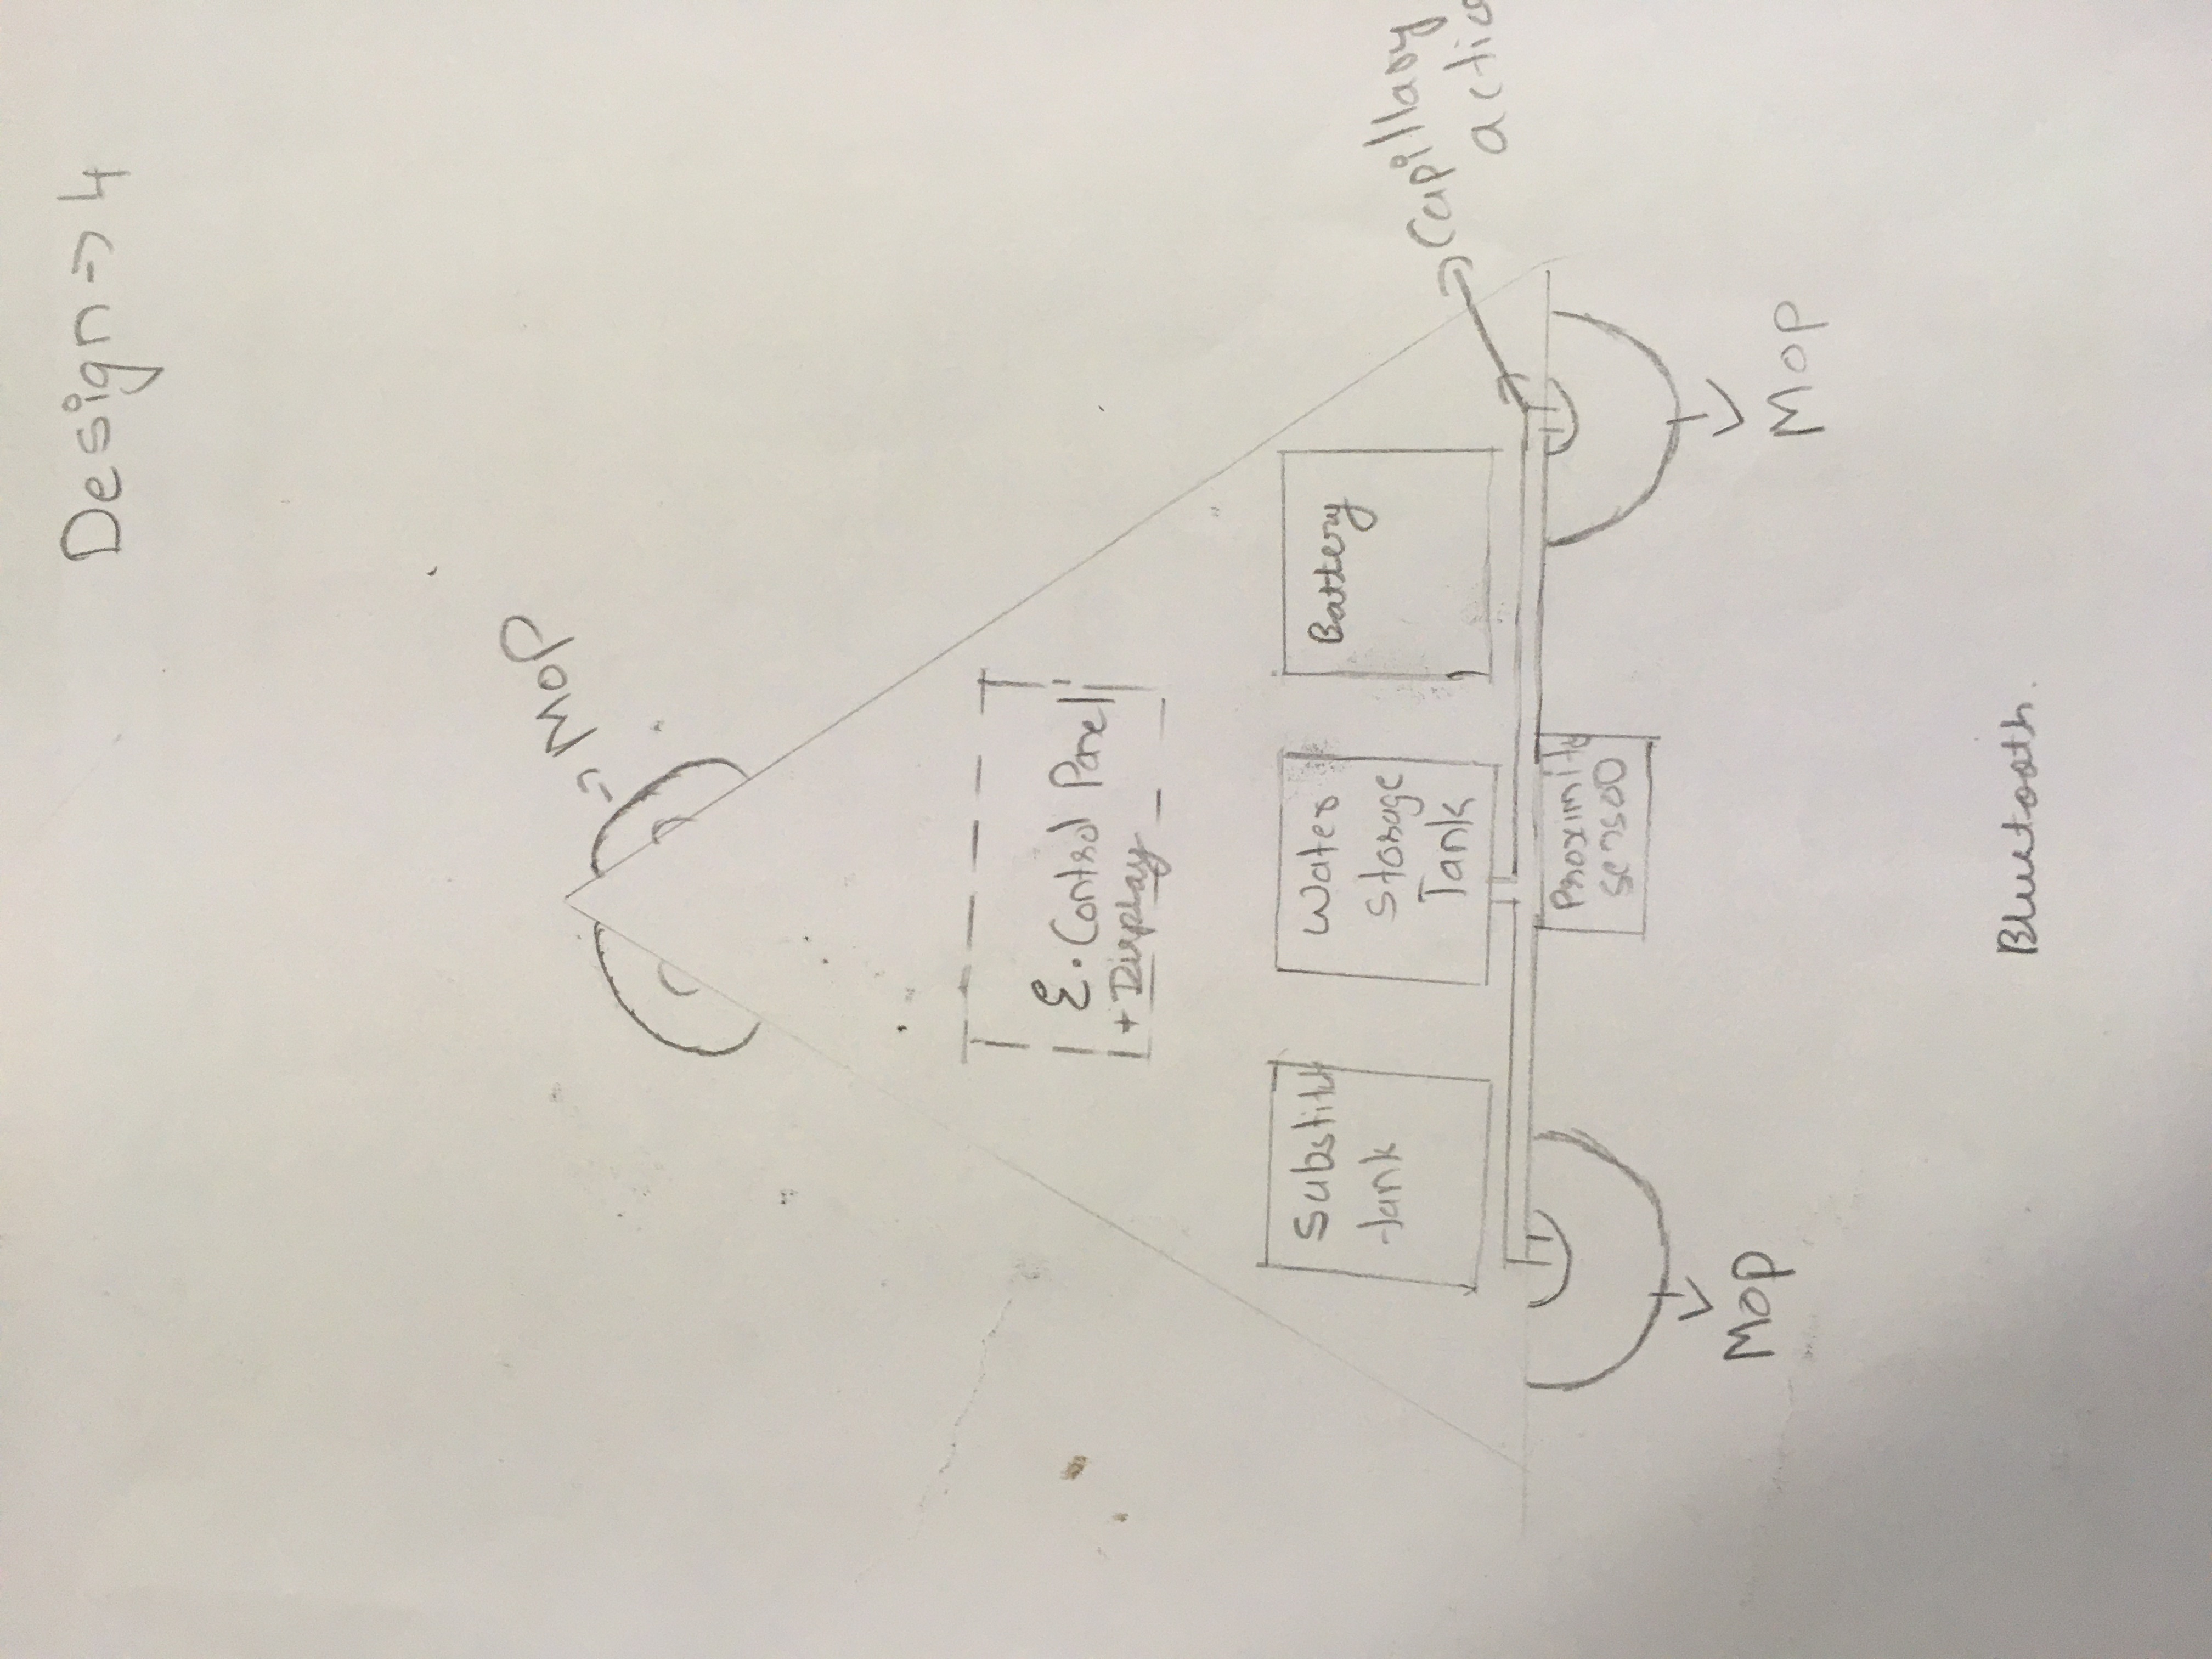 Design → 4
→ MOP
E. Control Panel
+ Display
Substitute
tank
Water
Storage
Tank
Battery
Capillary
actio
Proximity
sensor
Mop
Mop
Bluetooth.